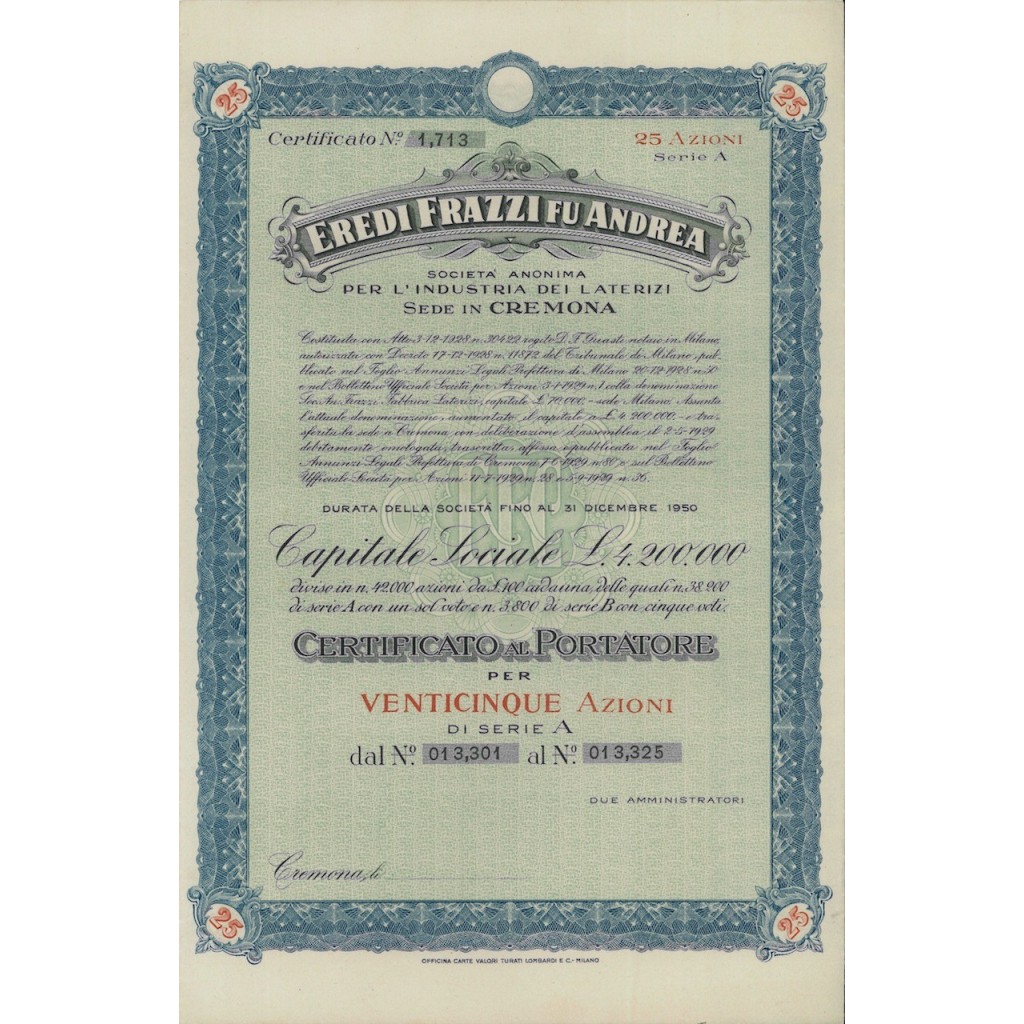 25
25
Certificato Nº 1,713
25 AZIONI
Serie A
EREDI FRAZZI FU ANDREA
SOCIETÀ ANONIMA
PER L'INDUSTRIA DEI LATERIZI
SEDE IN CREMONA
Costituita con Atto 3-12-1928 n. 30422 rogito D. F. Guasti notaio in Milano,
autorizzata con Decreto 17-12-1928 n. 11872 del Tribunale di Milano, pub-
blicato nel Foglio Annunzi Legali Prefettura di Milano 20-12-1928 n. 50
e nel Bollettino Ufficiale Società per Azioni 3-1-1929 n. 1 colla denominazione
Soc. An. Frazzi Fabbrica Laterizi, capitale £. 70.000.- sede Milano. Assunta
l'attuale denominazione, aumentato il capitale a £. 4.200.000.- e tra-
sferita la sede a Cremona con deliberazione d'assemblea il 2-5-1929
debitamente omologata, trascritta, affissa e pubblicata nel Foglio
Annunzi Legali Prefettura di Cremona 1929 n. 80 e sul Bollettino
Ufficiale Società per Azioni 11-7-1929 n. 28 e 5-9-1929 n. 36.
DURATA DELLA SOCIETÀ FINO AL 31 DICEMBRE 1950
Capitale Sociale L. 4.200.000
diviso in n. 42.000 azioni da £. 100 cadauna, delle quali n. 38.200
di serie A con un sol voto e n. 3.800 di serie B con cinque voti.
CERTIFICATO AL PORTATORE
PER
VENTICINQUE AZIONI
DI SERIE A
dal Nº 013,301 al Nº 013,325
DUE AMMINISTRATORI
Cremona, li
25
25
OFFICINA CARTE VALORI TURATI LOMBARDI E C.- MILANO